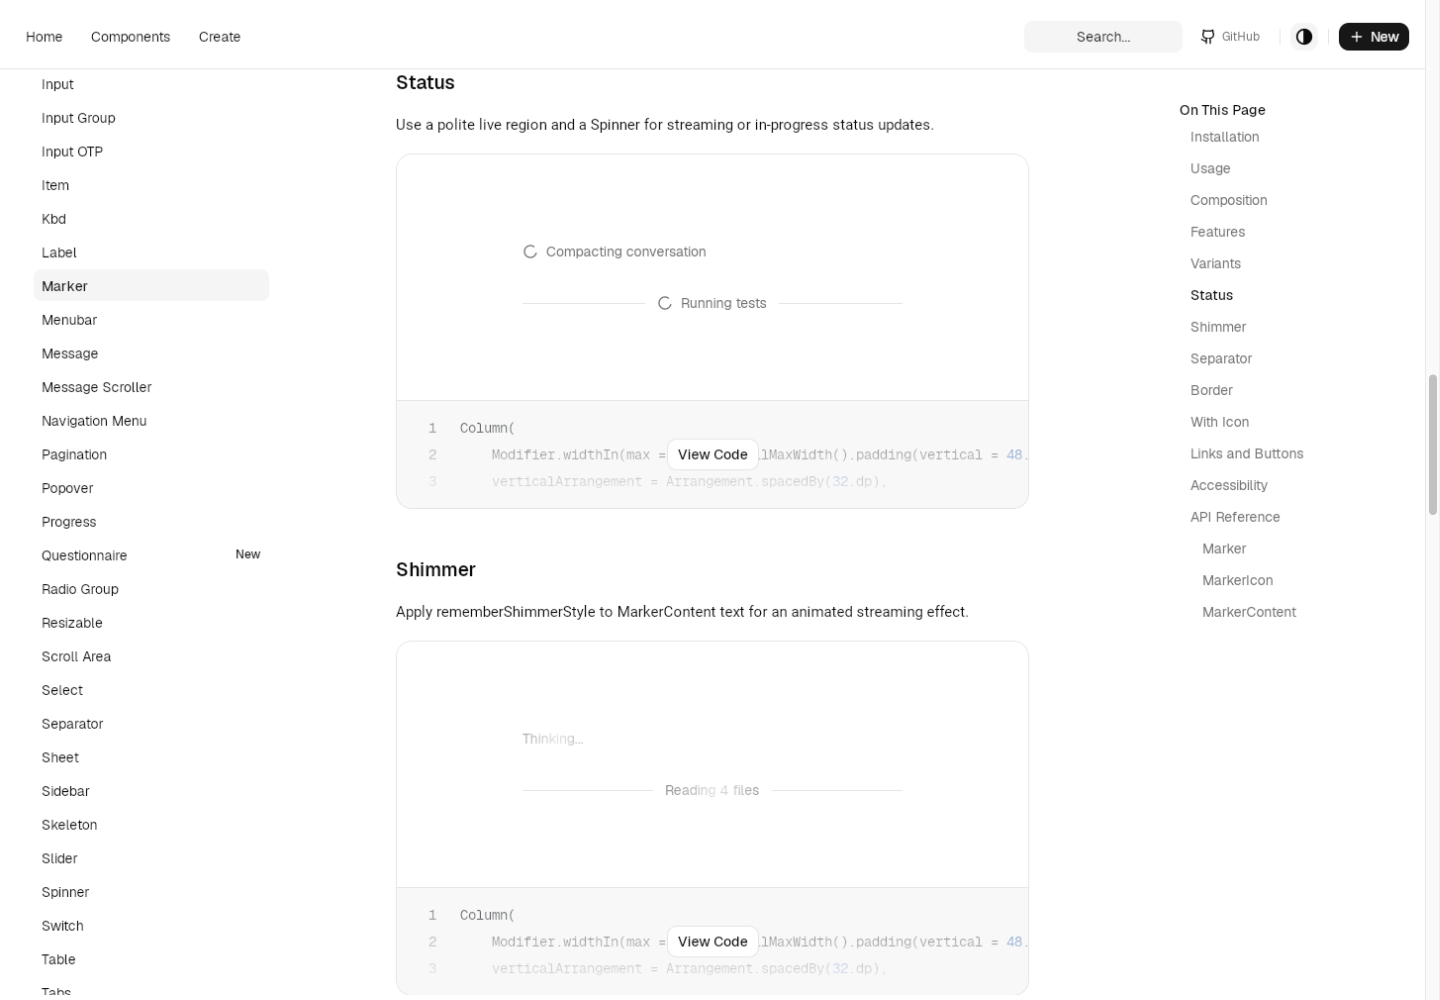 Home
Components
Create
Search...
GitHub
New
Input
Input Group
Input OTP
Item
Kbd
Label
Marker
Menubar
Message
Message Scroller
Navigation Menu
Pagination
Popover
Progress
Questionnaire New
Radio Group
Resizable
Scroll Area
Select
Separator
Sheet
Sidebar
Skeleton
Slider
Spinner
Switch
Table
Tabs
Status
Use a polite live region and a Spinner for streaming or in-progress status updates.
Compacting conversation
Running tests
1 Column(
2 Modifier.widthIn(max = View Code lMaxWidth().padding(vertical = 48.
3 verticalArrangement = Arrangement.spacedBy(32.dp),
Shimmer
Apply rememberShimmerStyle to MarkerContent text for an animated streaming effect.
Thinking...
Reading 4 files
1 Column(
2 Modifier.widthIn(max = View Code lMaxWidth().padding(vertical = 48.
3 verticalArrangement = Arrangement.spacedBy(32.dp),
On This Page
Installation
Usage
Composition
Features
Variants
Status
Shimmer
Separator
Border
With Icon
Links and Buttons
Accessibility
API Reference
Marker
MarkerIcon
MarkerContent